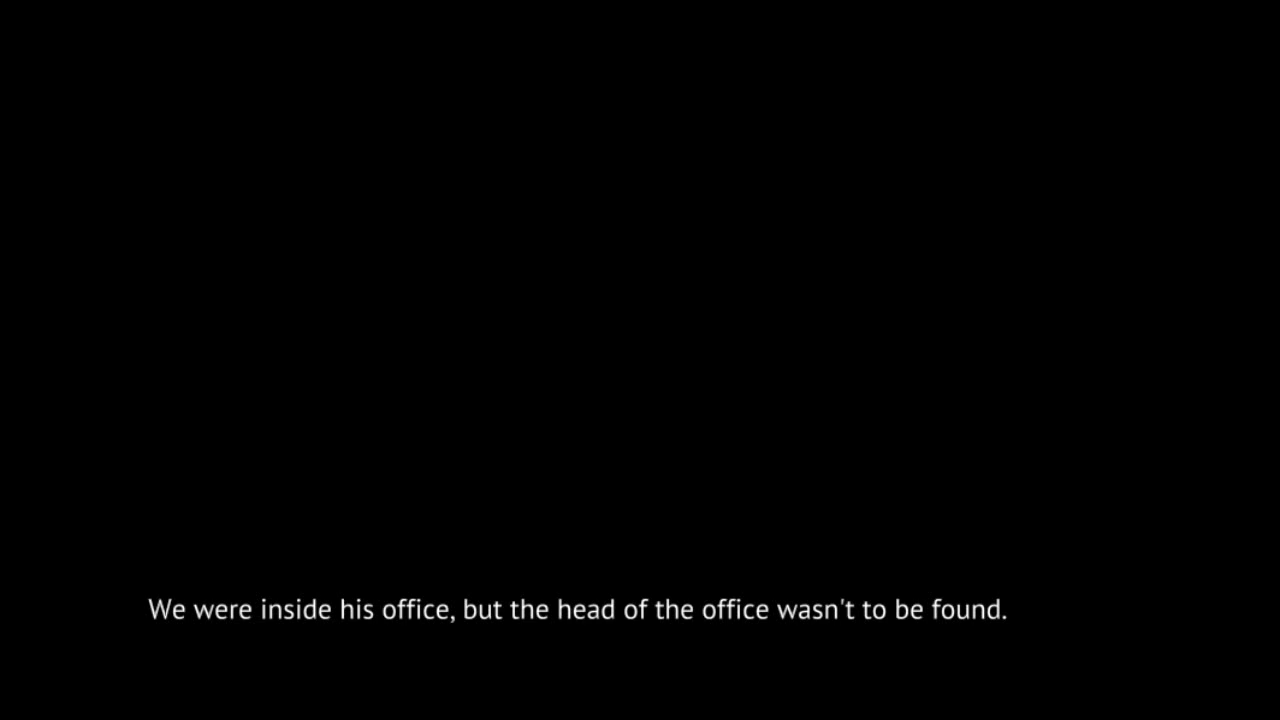 We were inside his office, but the head of the office wasn't to be found.